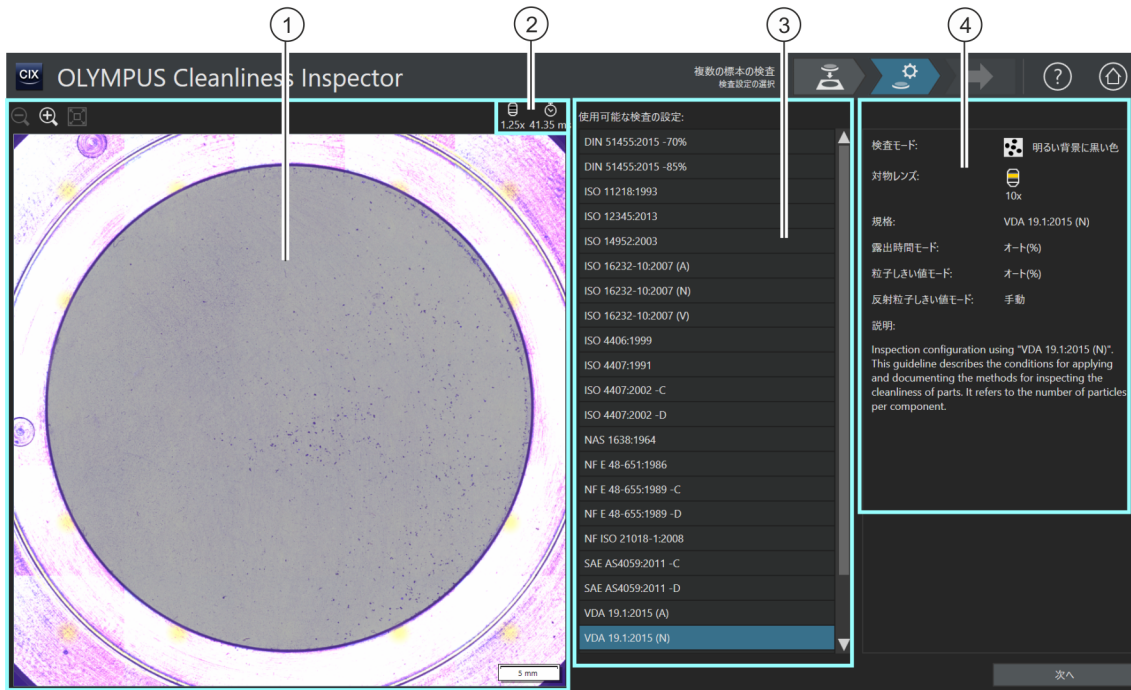 1
2
3
4
CIX
OLYMPUS Cleanliness Inspector
複数の標本の検査
検査設定の選択
?
1.25x 41.35 m
使用可能な検査の設定:
DIN 51455:2015 -70%
DIN 51455:2015 -85%
ISO 11218:1993
ISO 12345:2013
ISO 14952:2003
ISO 16232-10:2007 (A)
ISO 16232-10:2007 (N)
ISO 16232-10:2007 (V)
ISO 4406:1999
ISO 4407:1991
ISO 4407:2002 -C
ISO 4407:2002 -D
NAS 1638:1964
NF E 48-651:1986
NF E 48-655:1989 -C
NF E 48-655:1989 -D
NF ISO 21018-1:2008
SAE AS4059:2011 -C
SAE AS4059:2011 -D
VDA 19.1:2015 (A)
VDA 19.1:2015 (N)
5 mm
検査モード: 明るい背景に黒い色
対物レンズ:
10x
規格: VDA 19.1:2015 (N)
露出時間モード: オート(%)
粒子しきい値モード: オート(%)
反射粒子しきい値モード: 手動
説明:
Inspection configuration using "VDA 19.1:2015 (N)".
This guideline describes the conditions for applying
and documenting the methods for inspecting the
cleanliness of parts. It refers to the number of particles
per component.
次へ